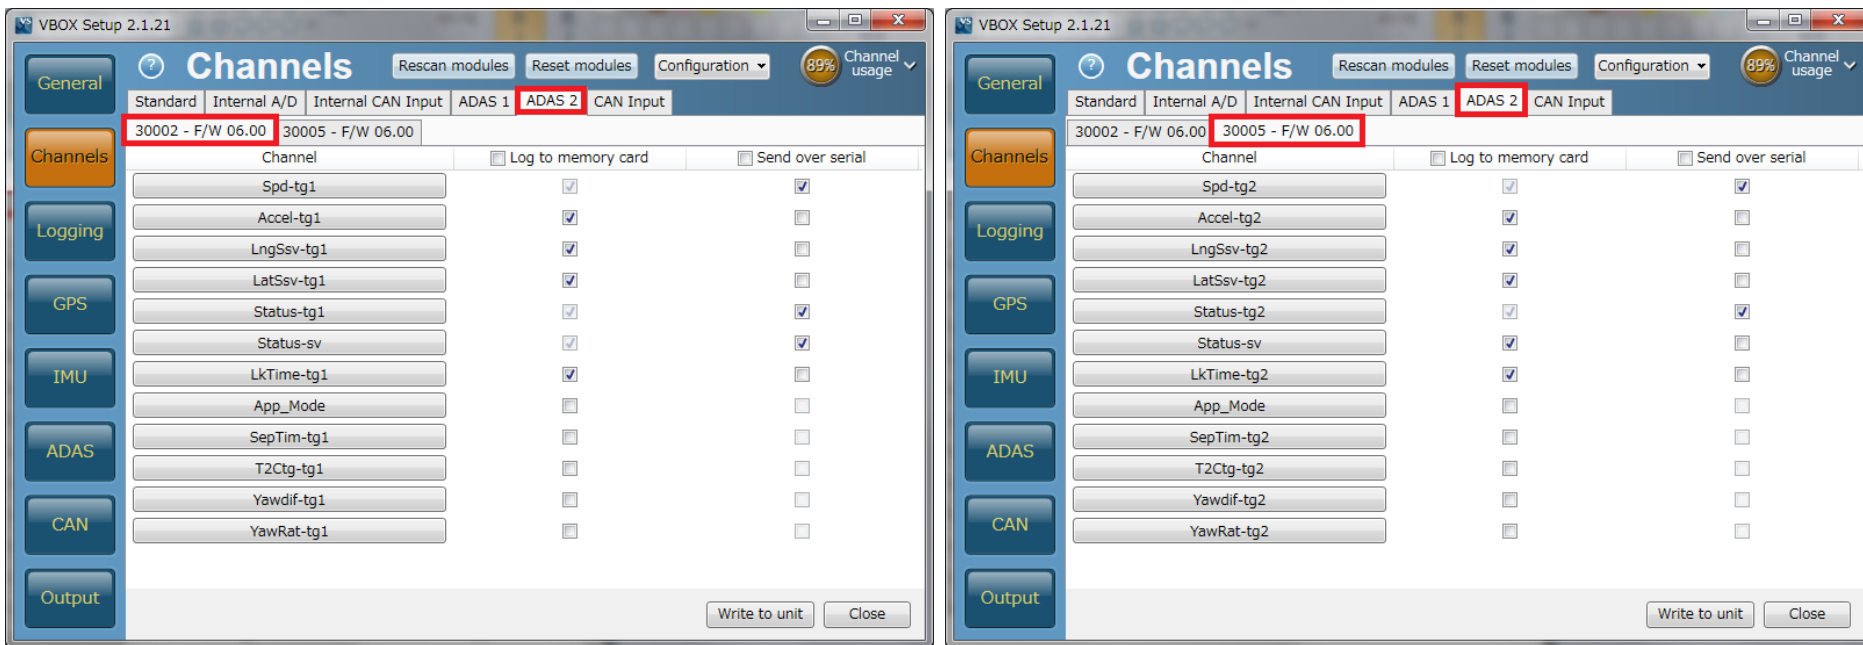 VBOX Setup 2.1.21
General
Channels
Logging
GPS
IMU
ADAS
CAN
Output
? Channels Rescan modules Reset modules Configuration 89% Channel usage
Standard Internal A/D Internal CAN Input ADAS 1 ADAS 2 CAN Input
30002 - F/W 06.00 30005 - F/W 06.00
Channel Log to memory card Send over serial
Spd-tg1
Accel-tg1
LngSsv-tg1
LatSsv-tg1
Status-tg1
Status-sv
LkTime-tg1
App_Mode
SepTim-tg1
T2Ctg-tg1
Yawdif-tg1
YawRat-tg1
Write to unit Close
VBOX Setup 2.1.21
General
Channels
Logging
GPS
IMU
ADAS
CAN
Output
? Channels Rescan modules Reset modules Configuration 89% Channel usage
Standard Internal A/D Internal CAN Input ADAS 1 ADAS 2 CAN Input
30002 - F/W 06.00 30005 - F/W 06.00
Channel Log to memory card Send over serial
Spd-tg2
Accel-tg2
LngSsv-tg2
LatSsv-tg2
Status-tg2
Status-sv
LkTime-tg2
App_Mode
SepTim-tg2
T2Ctg-tg2
Yawdif-tg2
YawRat-tg2
Write to unit Close